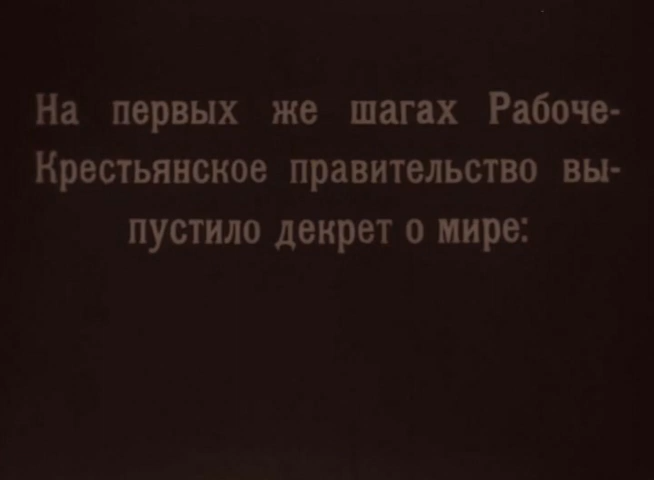 На первых же шагах Рабоче-
Крестьянское правительство вы-
пустило декрет о мире: